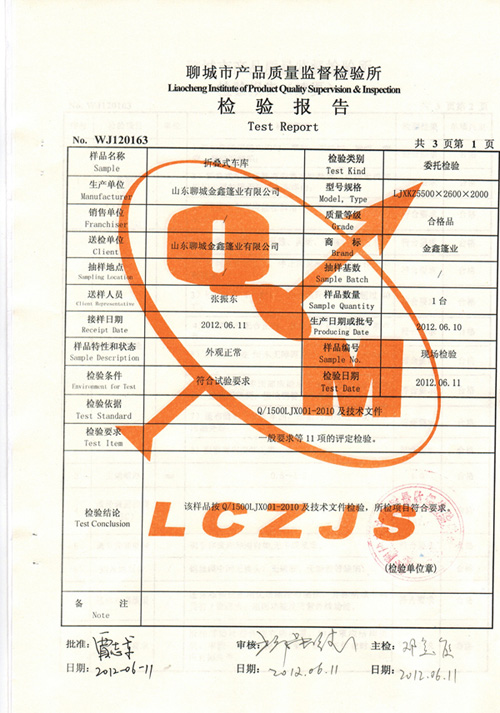 聊城市产品质量监督检验所
Liaocheng Institute of Product Quality Supervision & Inspection
检 验 报 告
Test Report
No. WJ120163 共 3 页第 1 页
样品名称 Sample 折叠式车库 检验类别 Test Kind 委托检验
生产单位 Manufacturer 山东聊城金鑫篷业有限公司 型号规格 Model, Type LJXKZ5500×2600×2000
销售单位 Franchiser / 质量等级 Grade 合格品
送检单位 Client 山东聊城金鑫篷业有限公司 商 标 Brand 金鑫篷业
抽样地点 Sampling Location 抽样基数 Sample Batch /
送样人员 Client Representative 张振东 样品数量 Sample Quantity 1台
接样日期 Receipt Date 2012.06.11 生产日期或批号 Producing Date 2012.06.10
样品特性和状态 Sample Description 外观正常 样品编号 Sample No. 现场检验
检验条件 Environment for Test 符合试验要求 检验日期 Test Date 2012.06.11
检验依据 Test Standard Q/1500LJX001-2010及技术文件
检验要求 Test Item 一般要求等11项的评定检验。
检验结论 Test Conclusion 该样品按Q/1500LJX001-2010及技术文件检验，所检项目符合要求。
(检验单位章)
备 注 Note
QM
LCZJS
批准: 审核: 主检:
日期: 2012-06-11 日期: 2012.06.11 日期: 2012.06.11